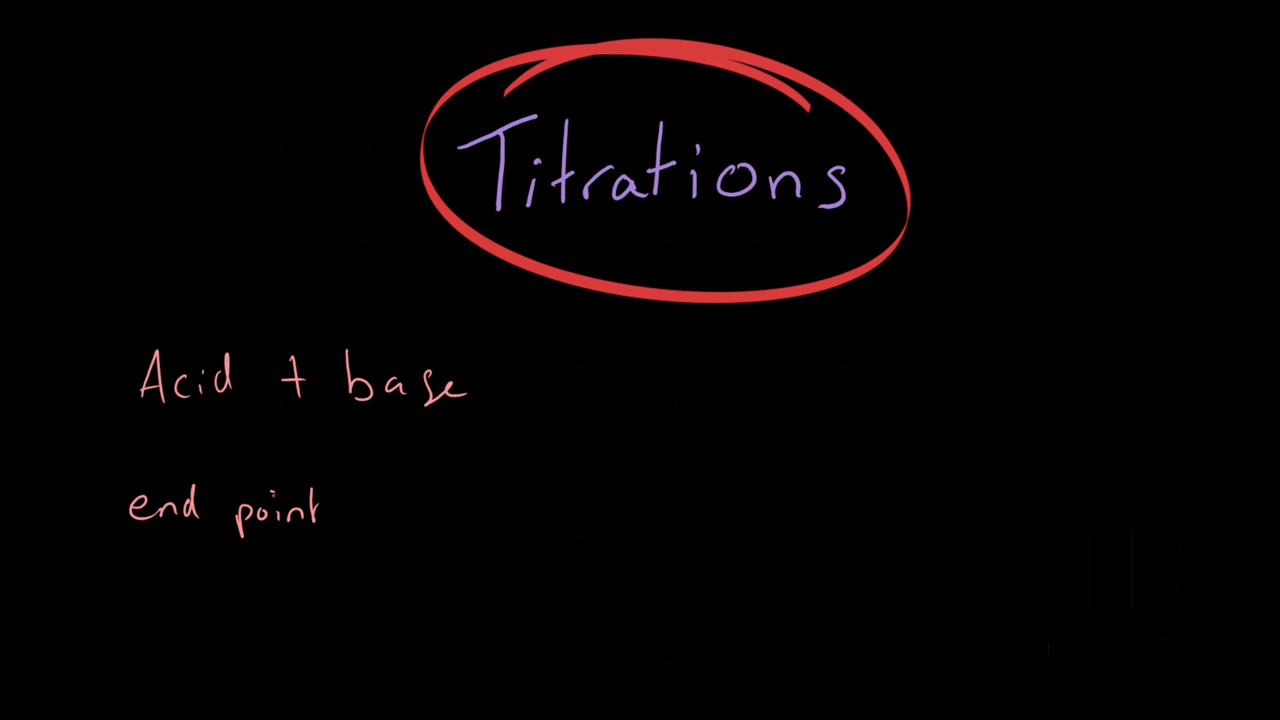 Titrations
Acid + base
end point